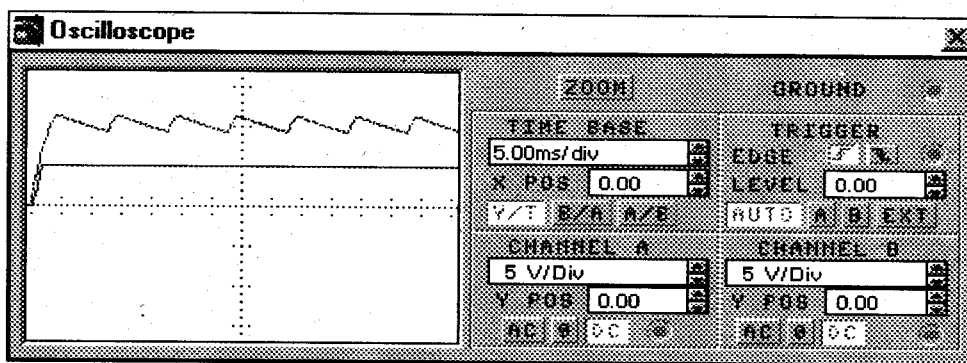 Oscilloscope
ZOOM
GROUND
TIME BASE
5.00ms/div
X POS 0.00
Y/T B/A A/B
TRIGGER
EDGE
LEVEL 0.00
AUTO A B EXT
CHANNEL A
5 V/Div
Y POS 0.00
AC 0 DC
CHANNEL B
5 V/Div
Y POS 0.00
AC 0 DC